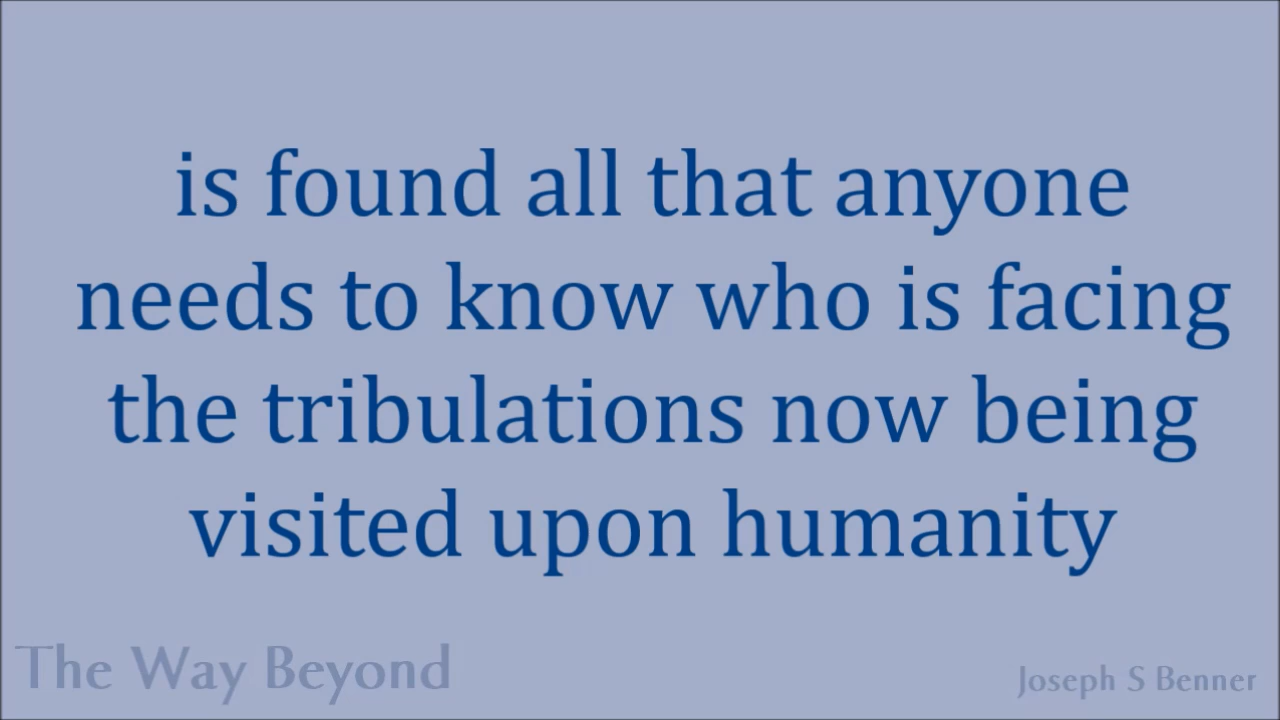 is found all that anyone
needs to know who is facing
the tribulations now being
visited upon humanity
The Way Beyond
Joseph S Benner